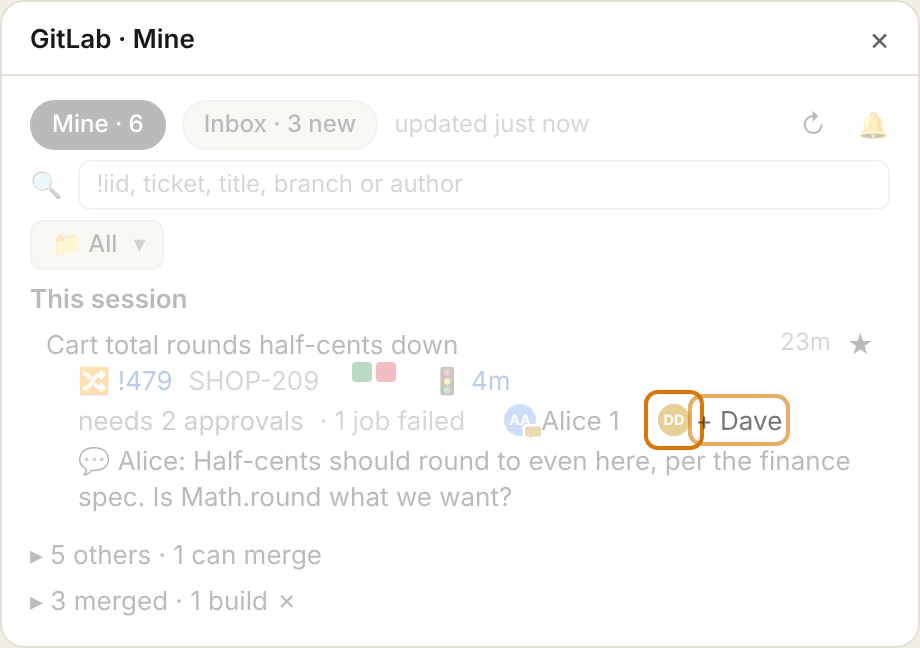 GitLab · Mine ×
Mine · 6 Inbox · 3 new updated just now
!iid, ticket, title, branch or author
All ▾
This session
Cart total rounds half-cents down 23m ★
!479 SHOP-209 4m
needs 2 approvals · 1 job failed AA Alice 1 DD + Dave
Alice: Half-cents should round to even here, per the finance
spec. Is Math.round what we want?
▸ 5 others · 1 can merge
▸ 3 merged · 1 build ×